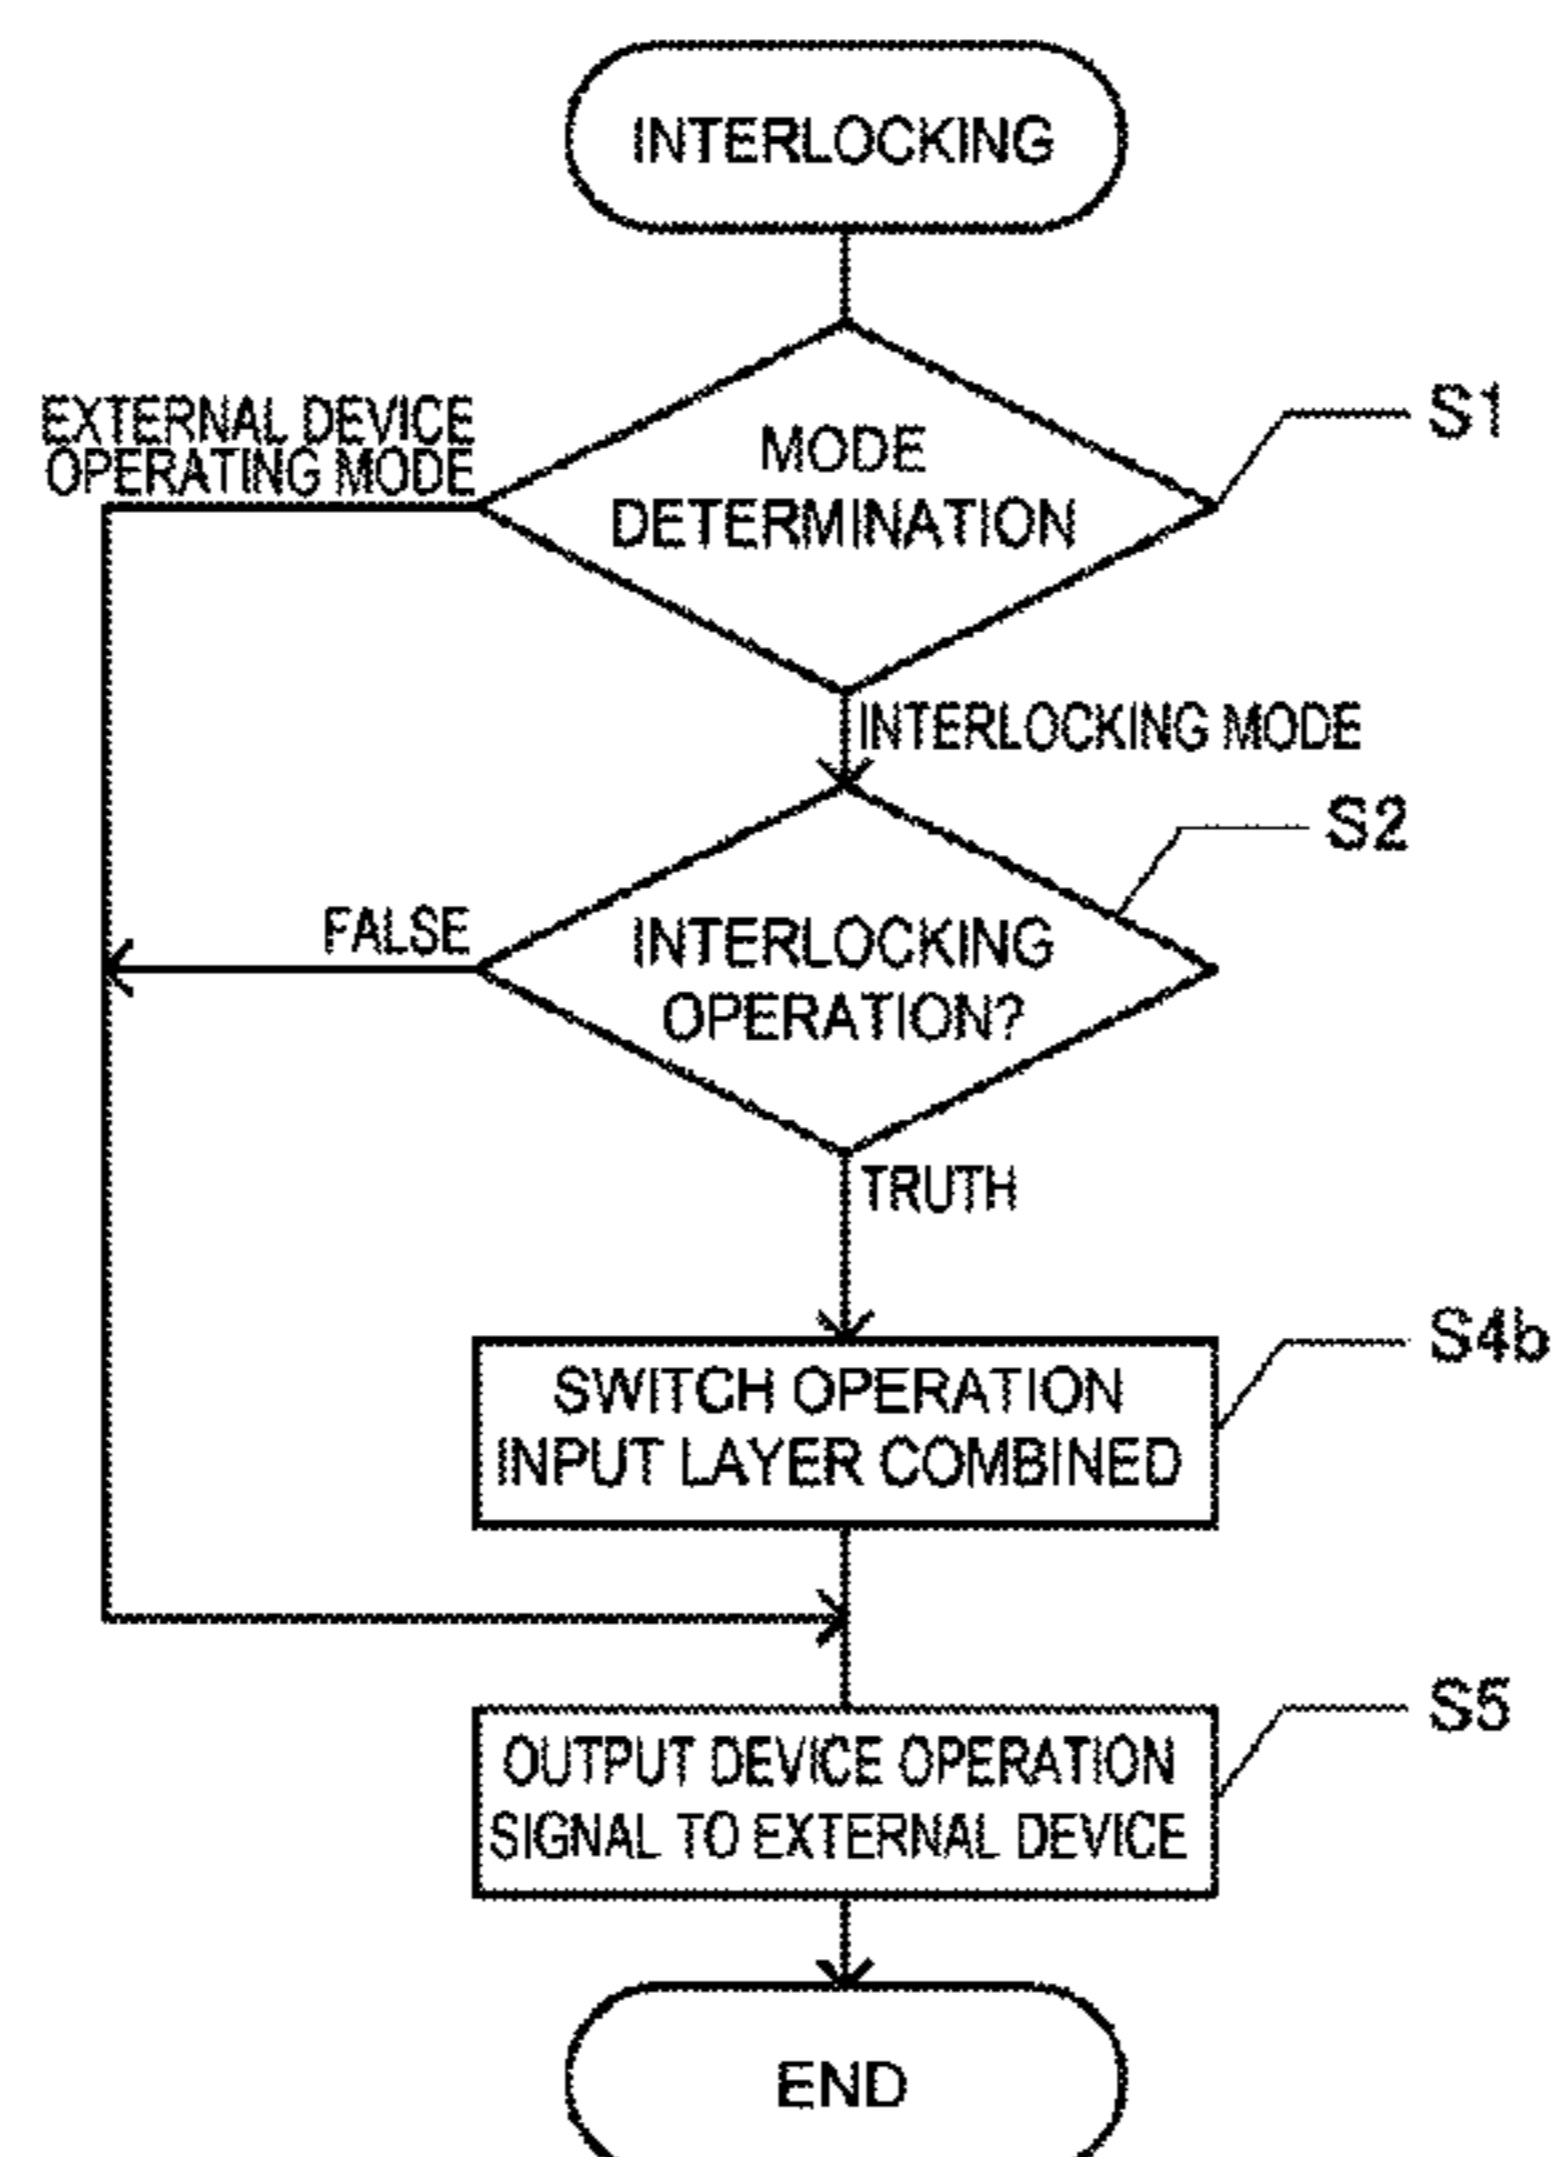 INTERLOCKING
EXTERNAL DEVICE
OPERATING MODE
MODE
DETERMINATION
S1
INTERLOCKING MODE
S2
FALSE
INTERLOCKING
OPERATION?
TRUTH
SWITCH OPERATION
INPUT LAYER COMBINED
S4b
OUTPUT DEVICE OPERATION
SIGNAL TO EXTERNAL DEVICE
S5
END